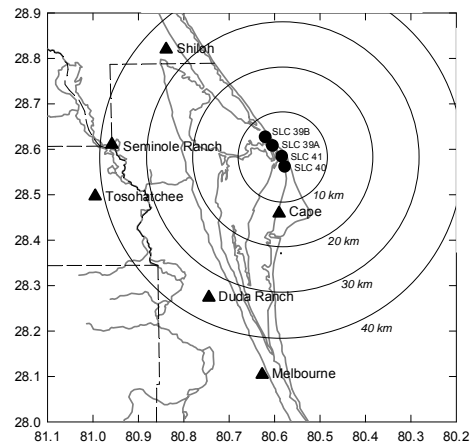 28.9
28.8
28.7
28.6
28.5
28.4
28.3
28.2
28.1
28.0
Shiloh
SLC 39B
SLC 39A
Seminole Ranch
SLC 41
SLC 40
Tosohatchee
10 km
Cape
20 km
30 km
Duda Ranch
40 km
Melbourne
81.1 81.0 80.9 80.8 80.7 80.6 80.5 80.4 80.3 80.2